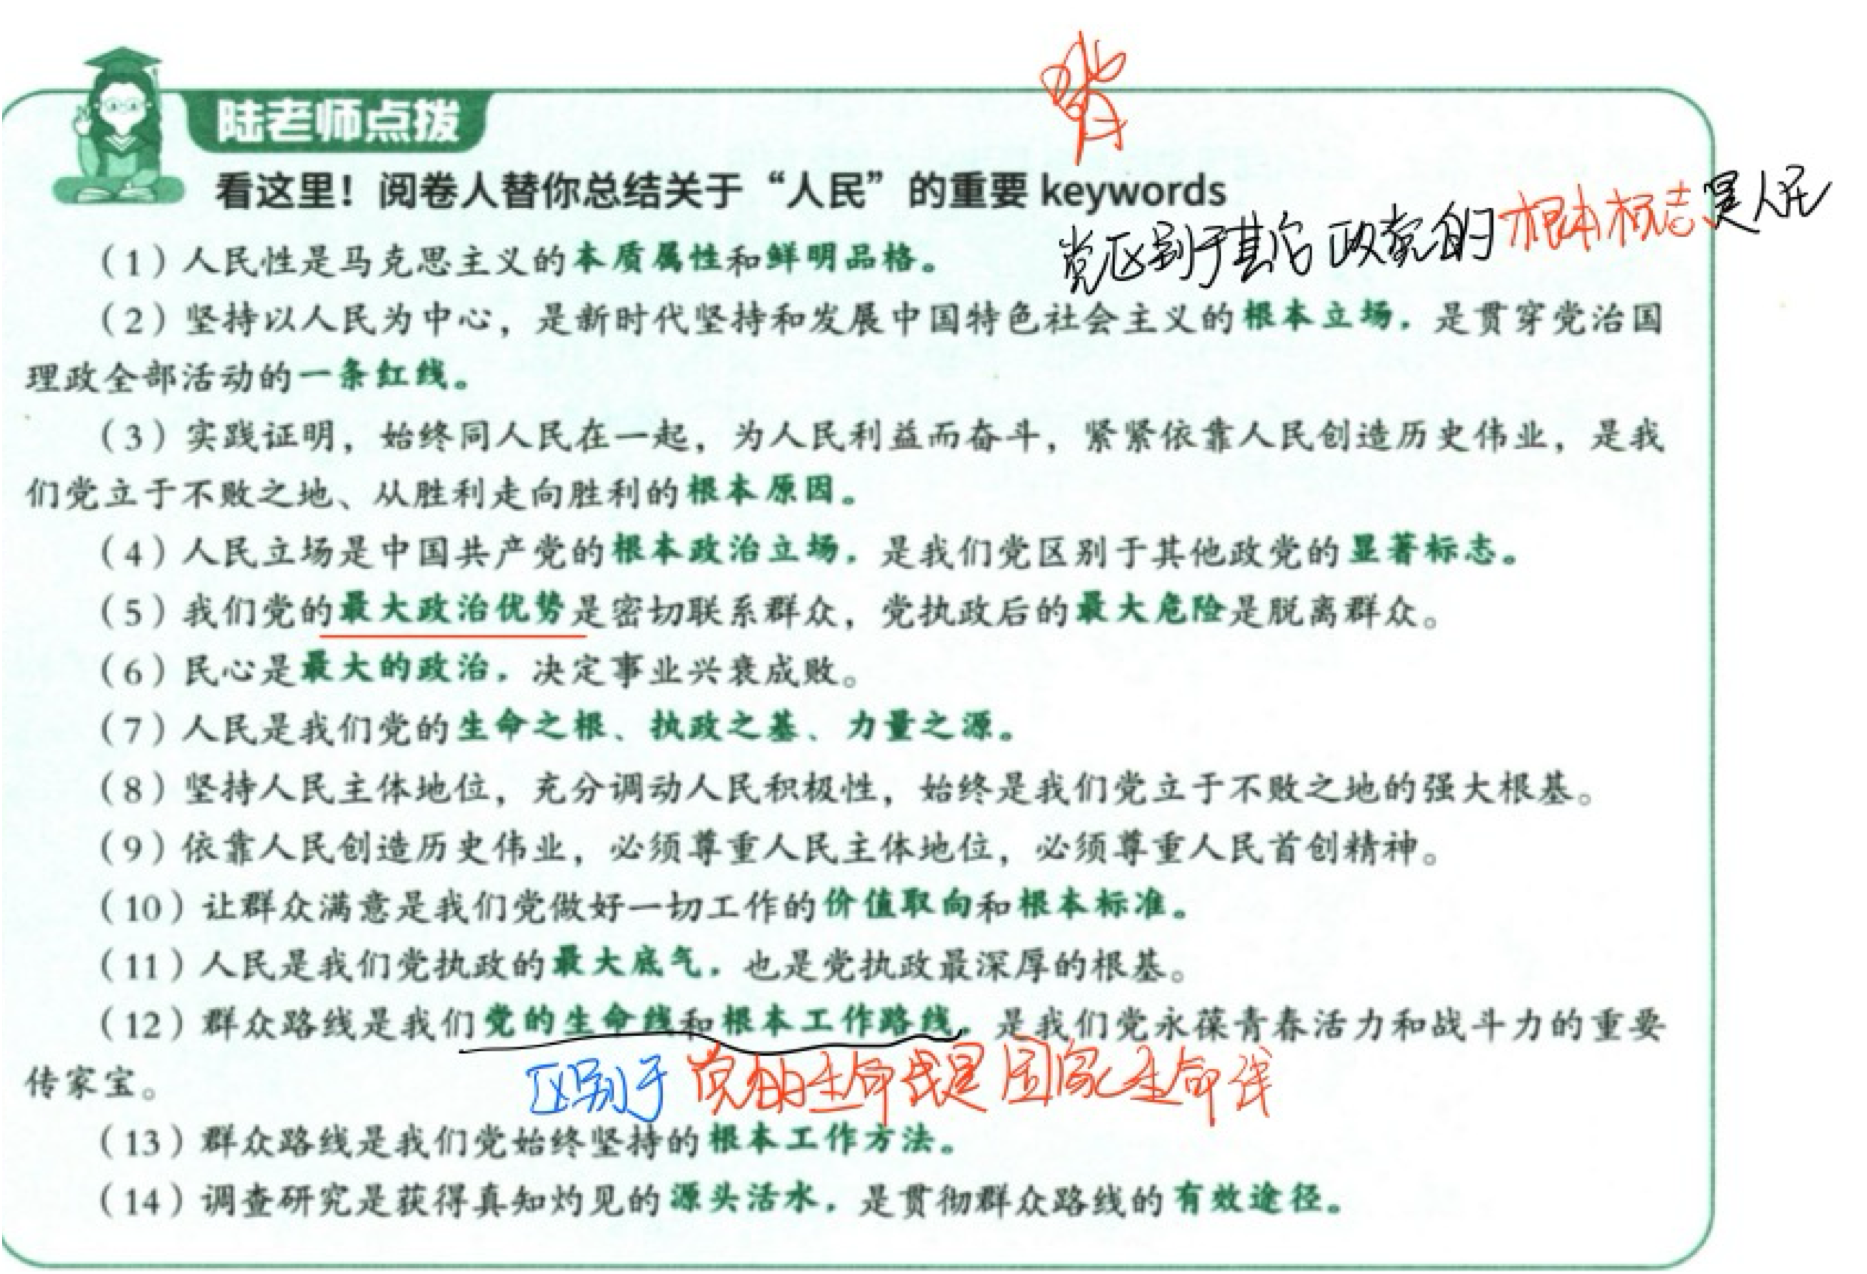 背
陆老师点拨
看这里！阅卷人替你总结关于“人民”的重要 keywords
党区别于其他政党的根本标志是人民
（1）人民性是马克思主义的本质属性和鲜明品格。
（2）坚持以人民为中心，是新时代坚持和发展中国特色社会主义的根本立场，是贯穿党治国
理政全部活动的一条红线。
（3）实践证明，始终同人民在一起，为人民利益而奋斗，紧紧依靠人民创造历史伟业，是我
们党立于不败之地、从胜利走向胜利的根本原因。
（4）人民立场是中国共产党的根本政治立场，是我们党区别于其他政党的显著标志。
（5）我们党的最大政治优势是密切联系群众，党执政后的最大危险是脱离群众。
（6）民心是最大的政治，决定事业兴衰成败。
（7）人民是我们党的生命之根、执政之基、力量之源。
（8）坚持人民主体地位，充分调动人民积极性，始终是我们党立于不败之地的强大根基。
（9）依靠人民创造历史伟业，必须尊重人民主体地位，必须尊重人民首创精神。
（10）让群众满意是我们党做好一切工作的价值取向和根本标准。
（11）人民是我们党执政的最大底气，也是党执政最深厚的根基。
（12）群众路线是我们党的生命线和根本工作路线，是我们党永葆青春活力和战斗力的重要
传家宝。
区别于 党的生命线是国家生命线
（13）群众路线是我们党始终坚持的根本工作方法。
（14）调查研究是获得真知灼见的源头活水，是贯彻群众路线的有效途径。